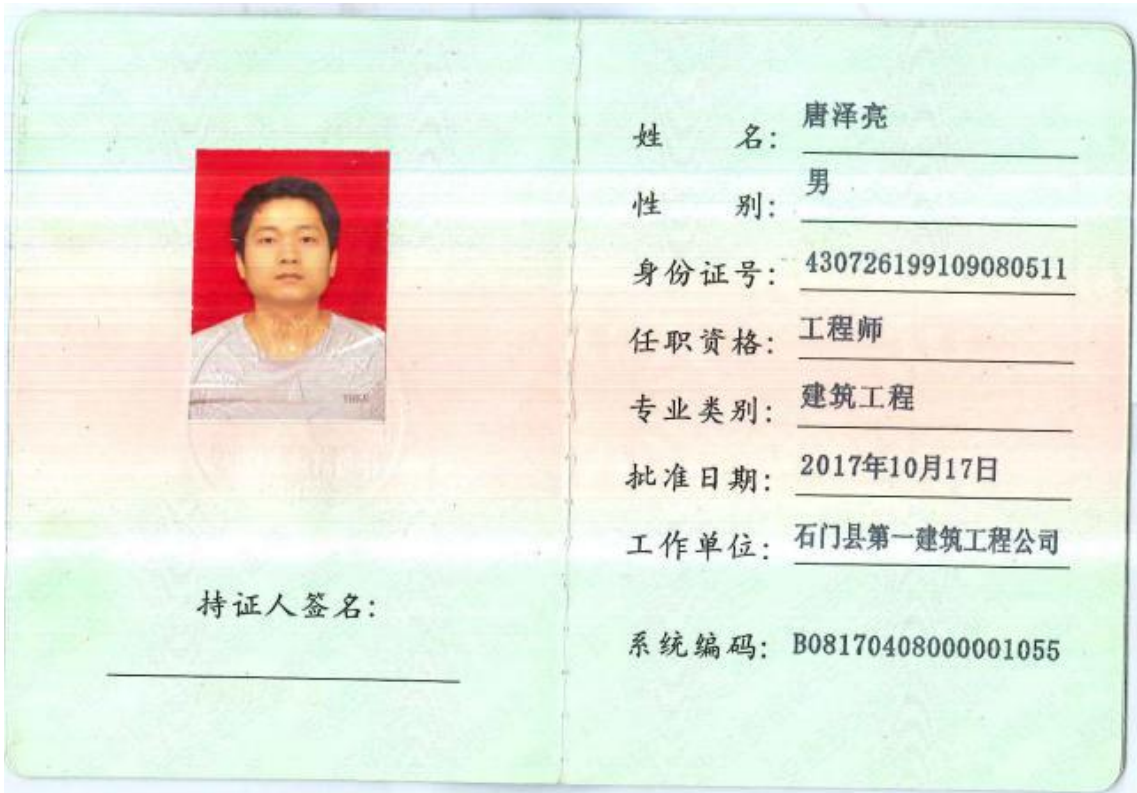 持证人签名:
姓 名: 唐泽亮
性 别: 男
身份证号: 430726199109080511
任职资格: 工程师
专业类别: 建筑工程
批准日期: 2017年10月17日
工作单位: 石门县第一建筑工程公司
系统编码: B08170408000001055